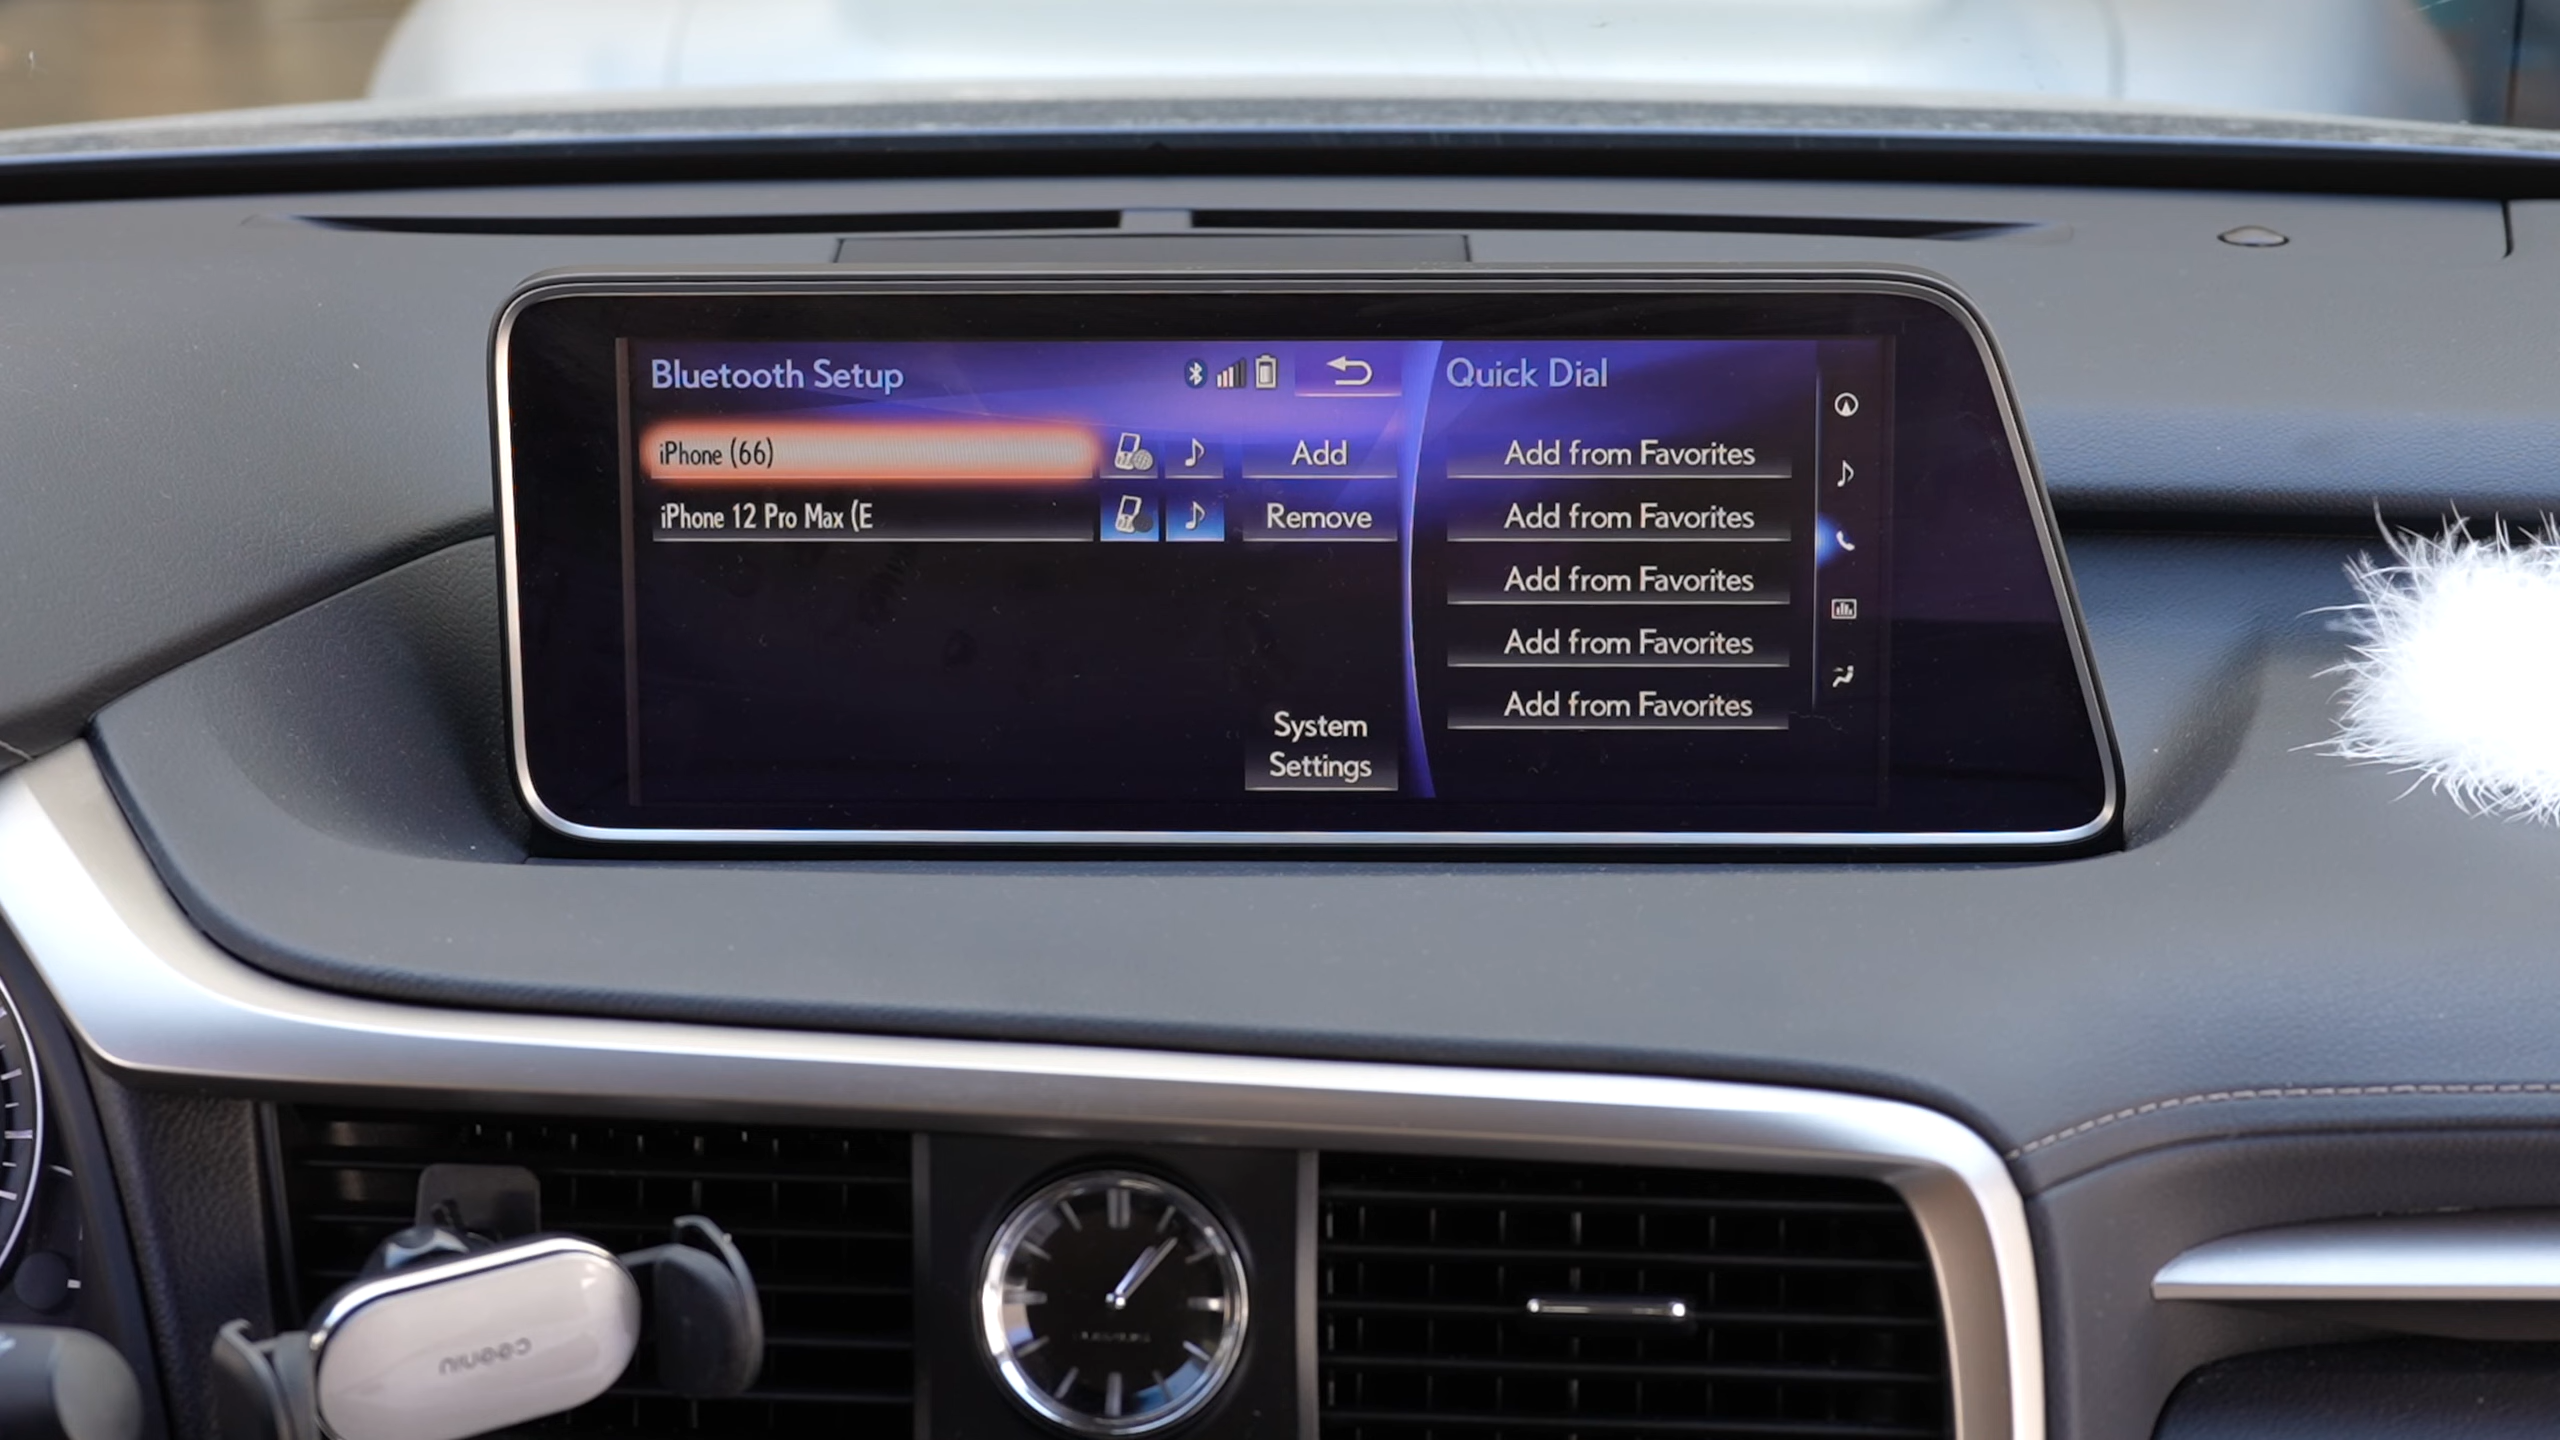 Bluetooth Setup
Quick Dial
iPhone (66)
Add
Add from Favorites
iPhone 12 Pro Max (E
Remove
Add from Favorites
Add from Favorites
Add from Favorites
Add from Favorites
System
Settings